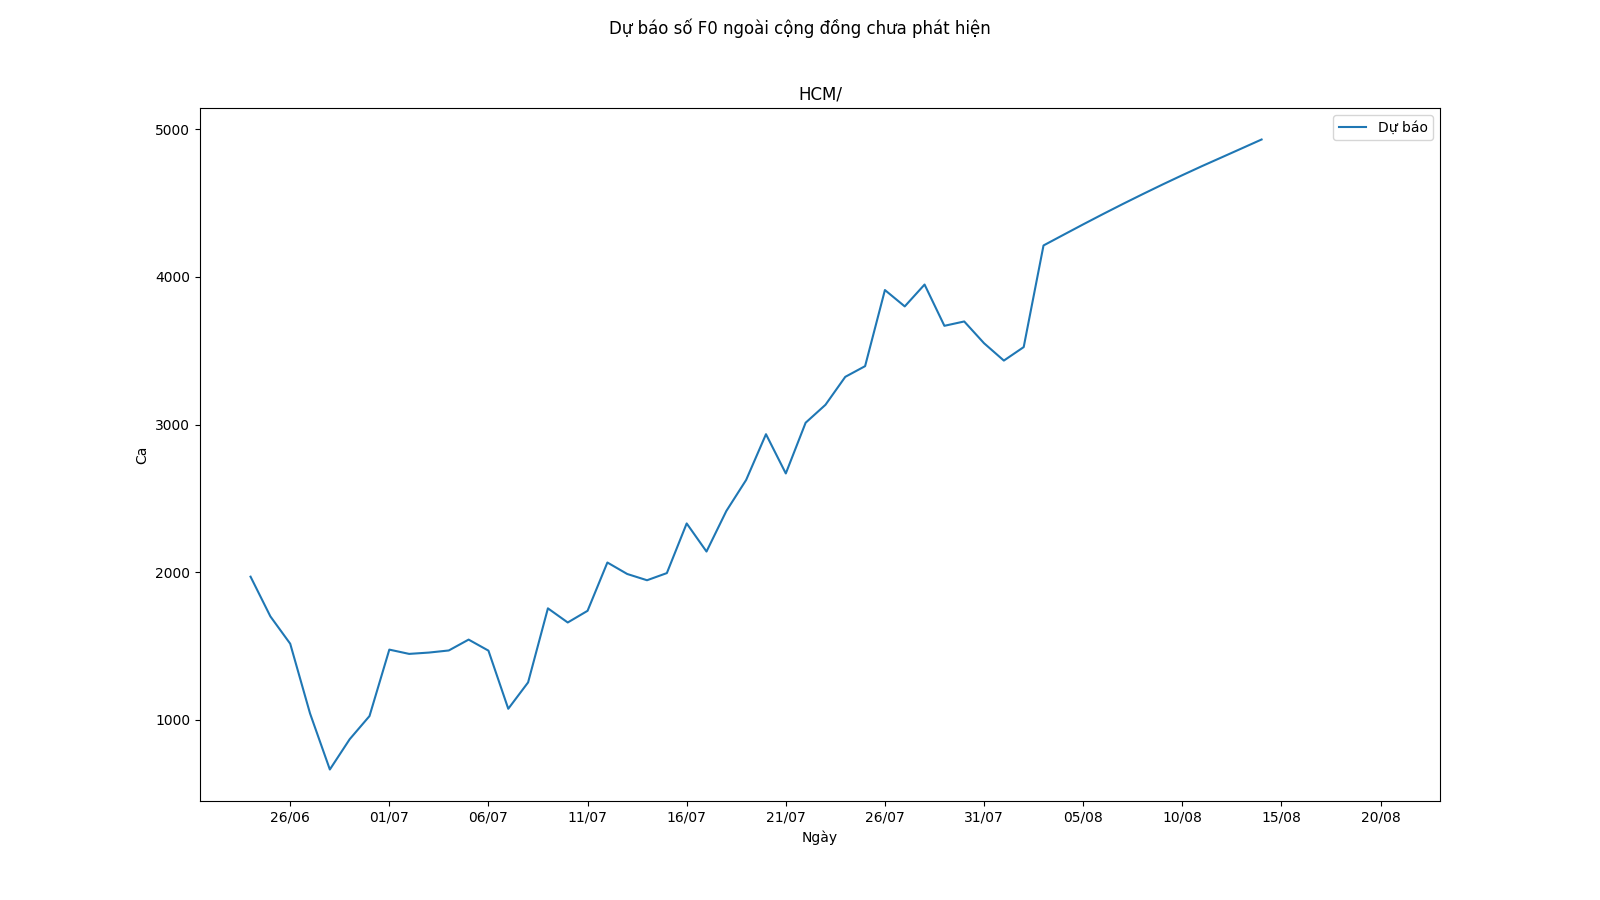 Dự báo số F0 ngoài cộng đồng chưa phát hiện
HCM/
Dự báo
5000
4000
3000
2000
1000
Ca
26/06 01/07 06/07 11/07 16/07 21/07 26/07 31/07 05/08 10/08 15/08 20/08
Ngày